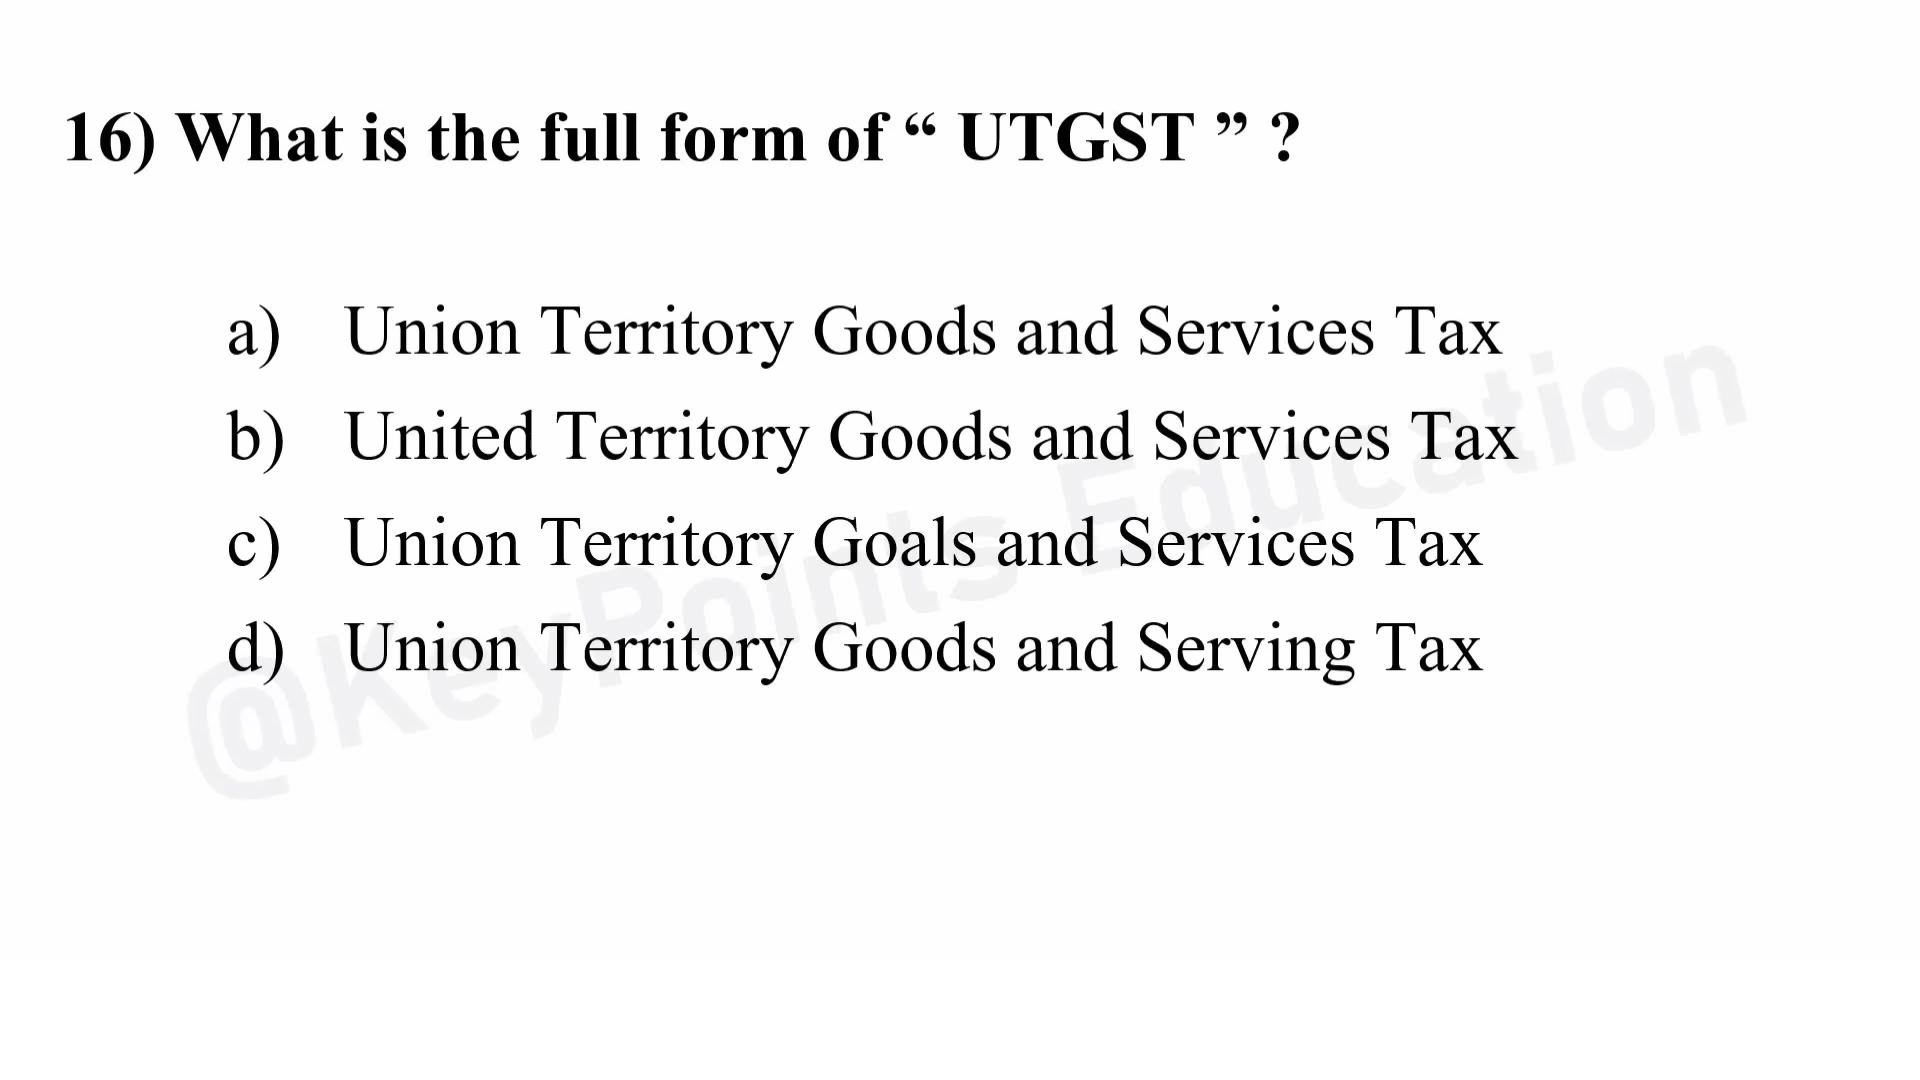 16) What is the full form of “ UTGST ” ?
a) Union Territory Goods and Services Tax
b) United Territory Goods and Services Tax
c) Union Territory Goals and Services Tax
d) Union Territory Goods and Serving Tax
@KeyPoints Education